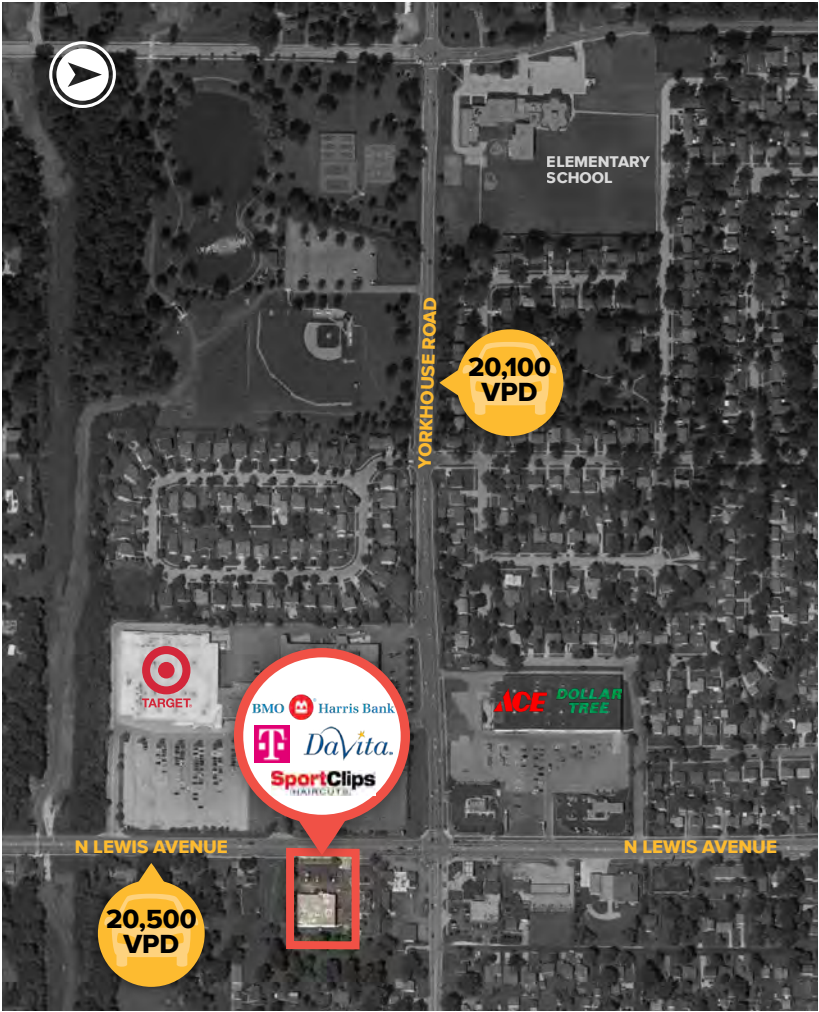 ELEMENTARY
SCHOOL
YORKHOUSE ROAD
20,100
VPD
TARGET
BMO Harris Bank
T DaVita.
SportClips
HAIRCUTS
ACE DOLLAR
TREE
N LEWIS AVENUE
N LEWIS AVENUE
20,500
VPD